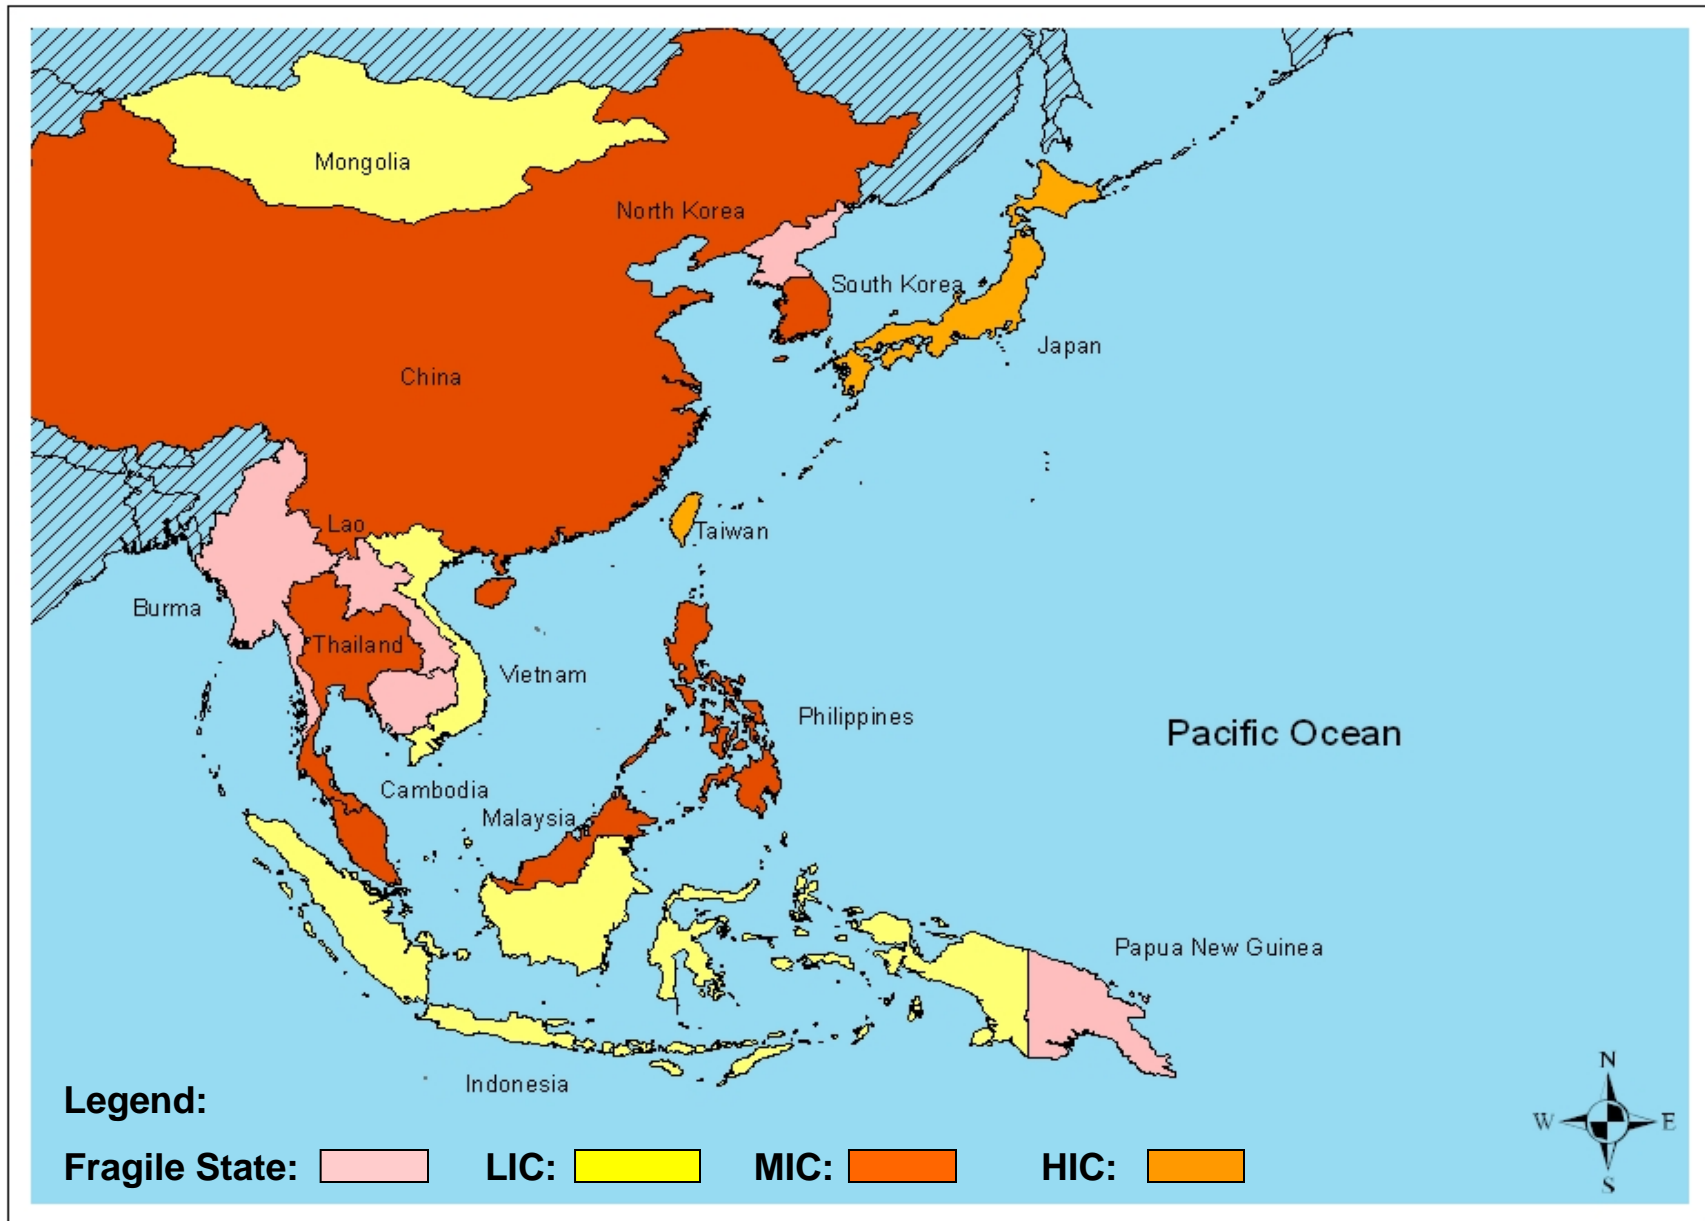 Mongolia
North Korea
South Korea
Japan
China
Lao
Taiwan
Burma
Thailand
Vietnam
Philippines
Pacific Ocean
Cambodia
Malaysia
Papua New Guinea
Indonesia
N
W E
S
Legend:
Fragile State: LIC: MIC: HIC: